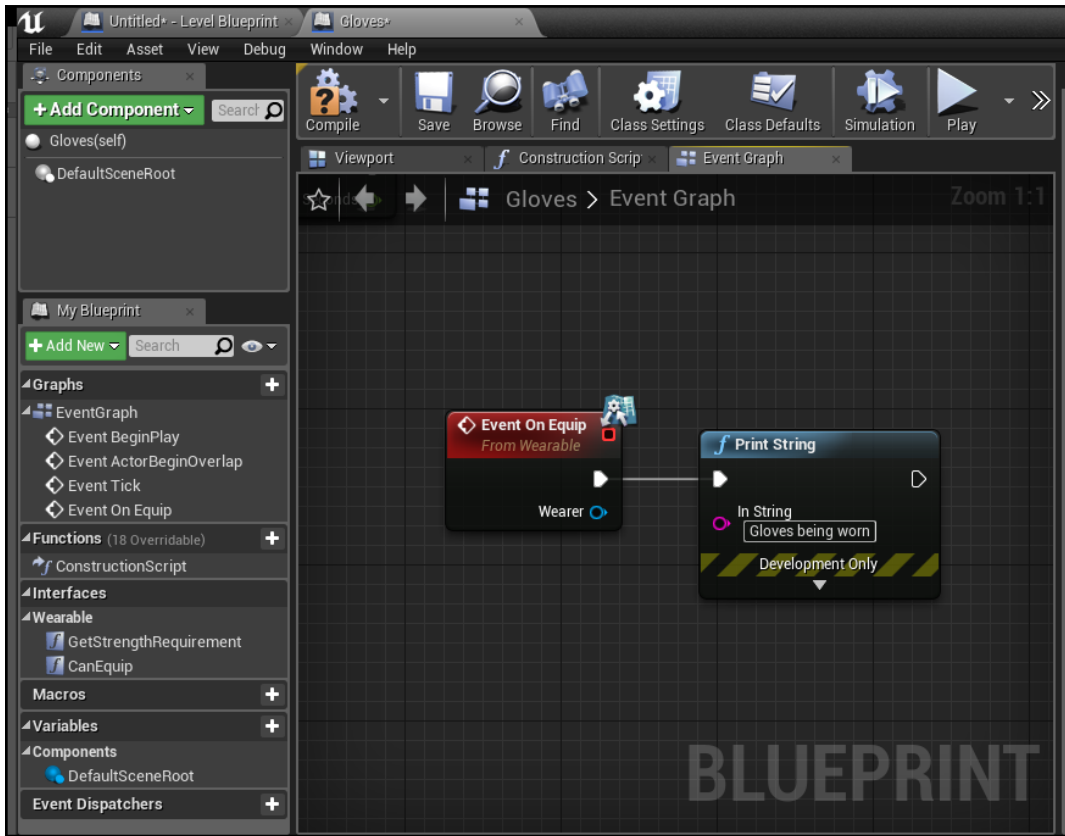 Untitled* - Level Blueprint
Gloves*
File Edit Asset View Debug Window Help
Components
+ Add Component
Search
Gloves(self)
DefaultSceneRoot
Compile Save Browse Find Class Settings Class Defaults Simulation Play
Viewport
f Construction Scrip
Event Graph
Gloves > Event Graph
Zoom 1:1
My Blueprint
+ Add New
Search
Graphs
EventGraph
Event BeginPlay
Event ActorBeginOverlap
Event Tick
Event On Equip
Functions (18 Overridable)
f ConstructionScript
Interfaces
Wearable
f GetStrengthRequirement
f CanEquip
Macros
Variables
Components
DefaultSceneRoot
Event Dispatchers
Event On Equip
From Wearable
Wearer
f Print String
In String
Gloves being worn
Development Only
BLUEPRINT